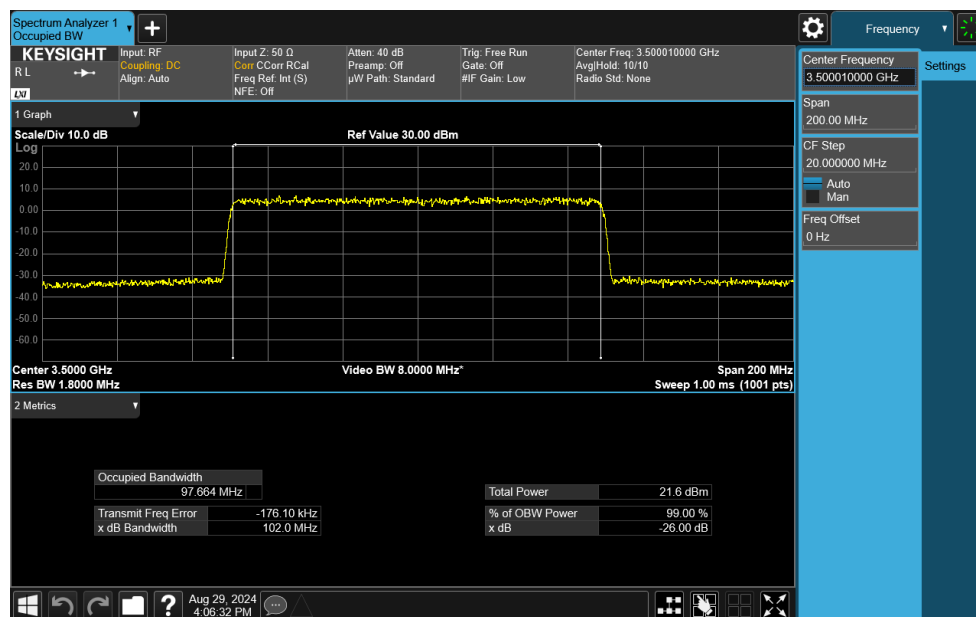 Spectrum Analyzer 1
Occupied BW
+
Frequency
KEYSIGHT
R L
LXI
Input: RF
Coupling: DC
Align: Auto
Input Z: 50 Ω
Corr CCorr RCal
Freq Ref: Int (S)
NFE: Off
Atten: 40 dB
Preamp: Off
µW Path: Standard
Trig: Free Run
Gate: Off
#IF Gain: Low
Center Freq: 3.500010000 GHz
Avg|Hold: 10/10
Radio Std: None
Center Frequency
3.500010000 GHz
Settings
Span
200.00 MHz
CF Step
20.000000 MHz
Auto
Man
Freq Offset
0 Hz
1 Graph
Scale/Div 10.0 dB
Ref Value 30.00 dBm
Log
20.0
10.0
0.00
-10.0
-20.0
-30.0
-40.0
-50.0
-60.0
Center 3.5000 GHz
Video BW 8.0000 MHz*
Span 200 MHz
Res BW 1.8000 MHz
Sweep 1.00 ms (1001 pts)
2 Metrics
Occupied Bandwidth
97.664 MHz
Total Power 21.6 dBm
Transmit Freq Error -176.10 kHz
% of OBW Power 99.00 %
x dB Bandwidth 102.0 MHz
x dB -26.00 dB
?
Aug 29, 2024
4:06:32 PM